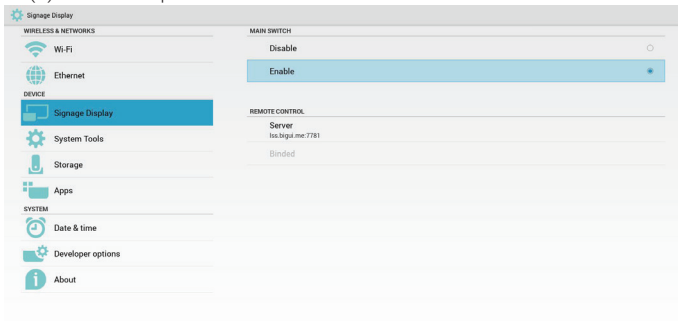 Signage Display
WIRELESS & NETWORKS
Wi-Fi
Ethernet
DEVICE
Signage Display
System Tools
Storage
Apps
SYSTEM
Date & time
Developer options
About
MAIN SWITCH
Disable
Enable
REMOTE CONTROL
Server
lss.bigui.me:7781
Binded